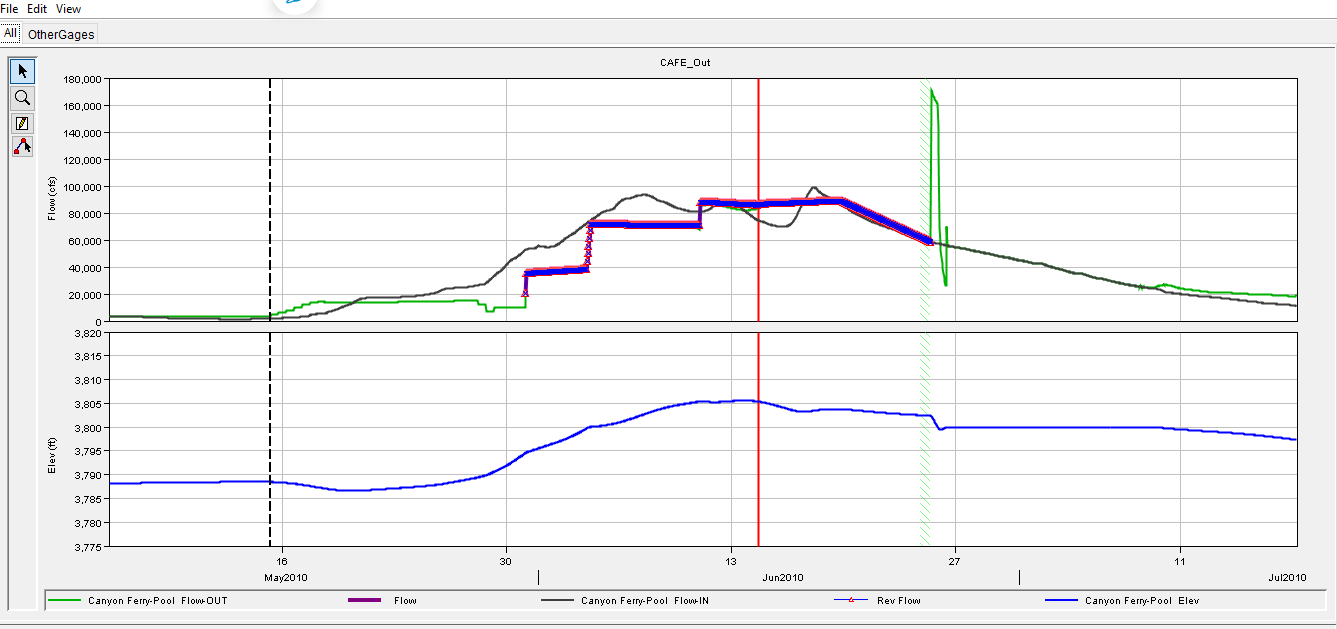 File Edit View
All OtherGages
CAFE_Out
180,000
160,000
140,000
120,000
100,000
80,000
60,000
40,000
20,000
0
Flow (cfs)
3,820
3,815
3,810
3,805
3,800
3,795
3,790
3,785
3,780
3,775
Elev (ft)
16 30 13 27 11
May2010 Jun2010 Jul2010
Canyon Ferry-Pool Flow-OUT Flow Canyon Ferry-Pool Flow-IN Rev Flow Canyon Ferry-Pool Elev